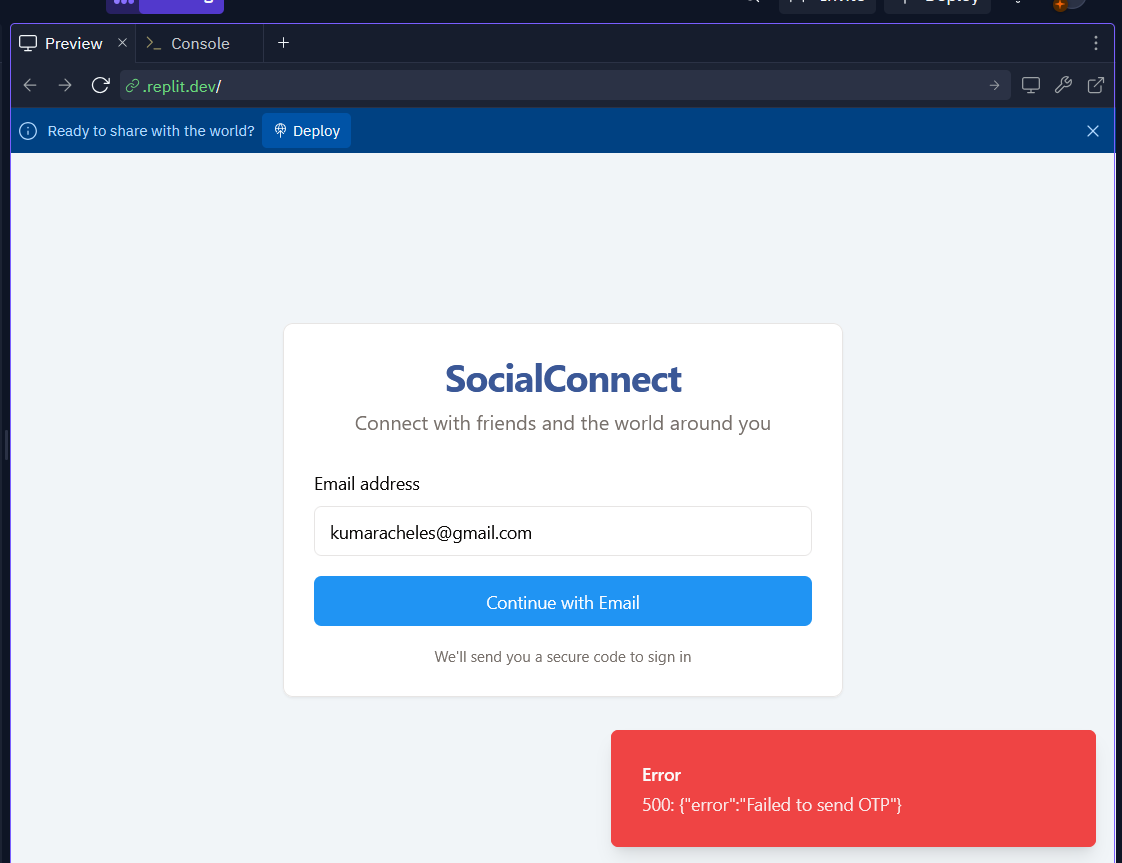 Preview
Console
.replit.dev/
Ready to share with the world?
Deploy
SocialConnect
Connect with friends and the world around you
Email address
kumaracheles@gmail.com
Continue with Email
We'll send you a secure code to sign in
Error
500: {"error":"Failed to send OTP"}